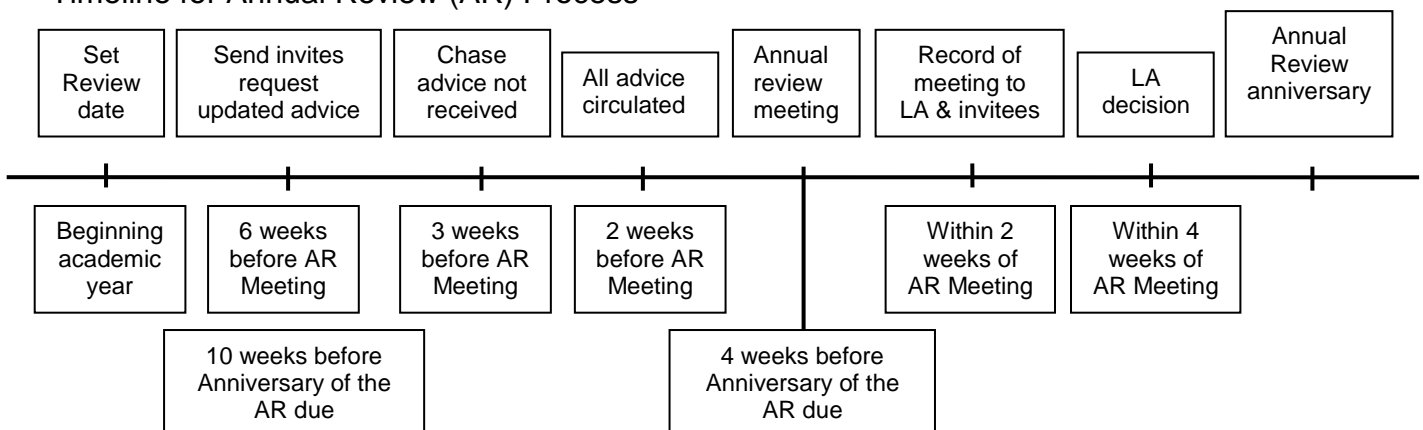 Timeline for Annual Review (AR) Process
Set
Review
date
Send invites
request
updated advice
Chase
advice not
received
All advice
circulated
Annual
review
meeting
Record of
meeting to
LA & invitees
LA
decision
Annual
Review
anniversary
Beginning
academic
year
6 weeks
before AR
Meeting
3 weeks
before AR
Meeting
2 weeks
before AR
Meeting
Within 2
weeks of
AR Meeting
Within 4
weeks of
AR Meeting
10 weeks before
Anniversary of the
AR due
4 weeks before
Anniversary of the
AR due